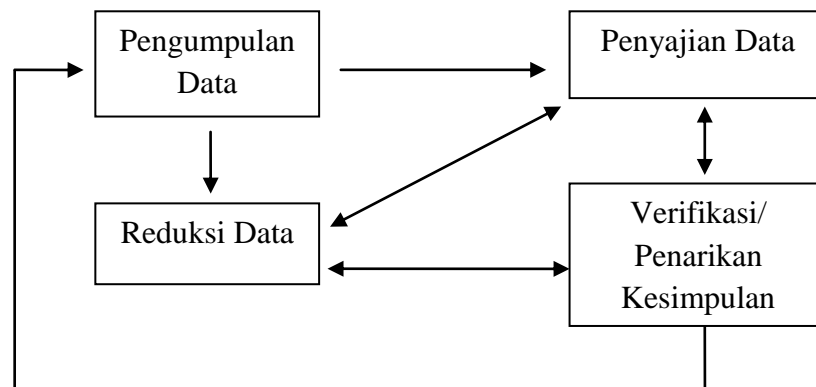 Pengumpulan
Data
Penyajian Data
Reduksi Data
Verifikasi/
Penarikan
Kesimpulan